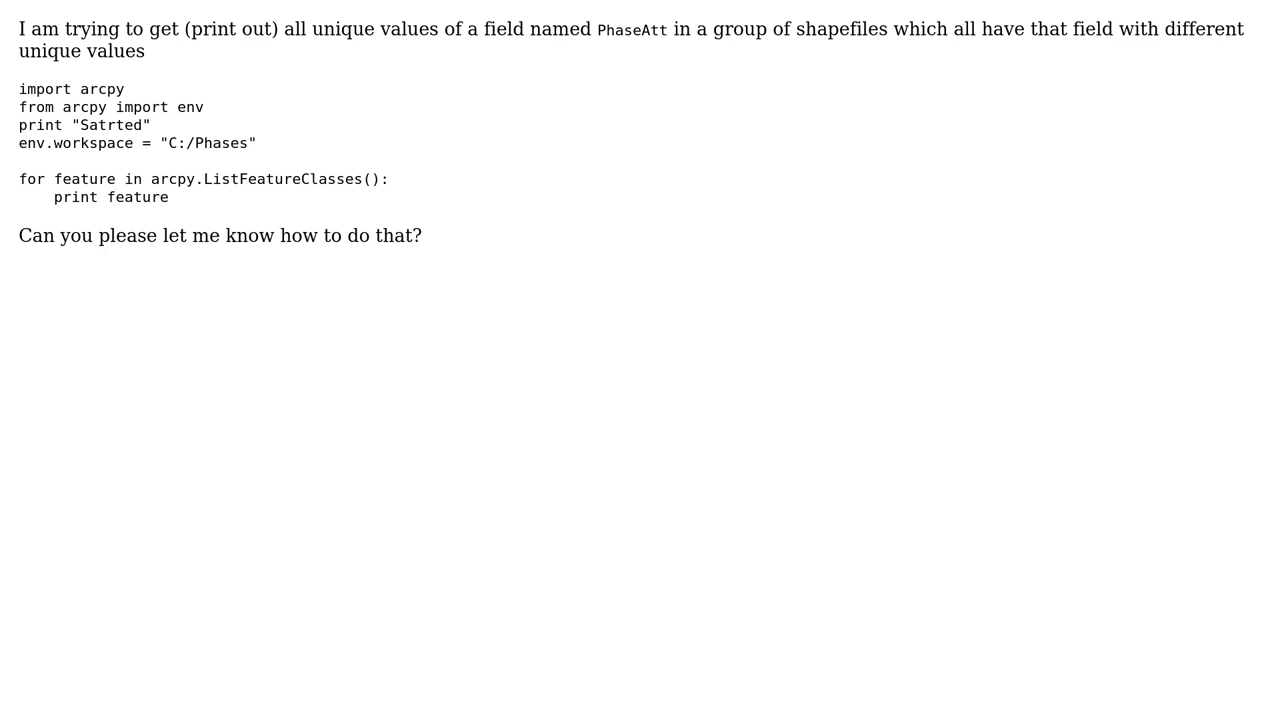 I am trying to get (print out) all unique values of a field named PhaseAtt in a group of shapefiles which all have that field with different
unique values
import arcpy
from arcpy import env
print "Satrted"
env.workspace = "C:/Phases"
for feature in arcpy.ListFeatureClasses():
    print feature
Can you please let me know how to do that?